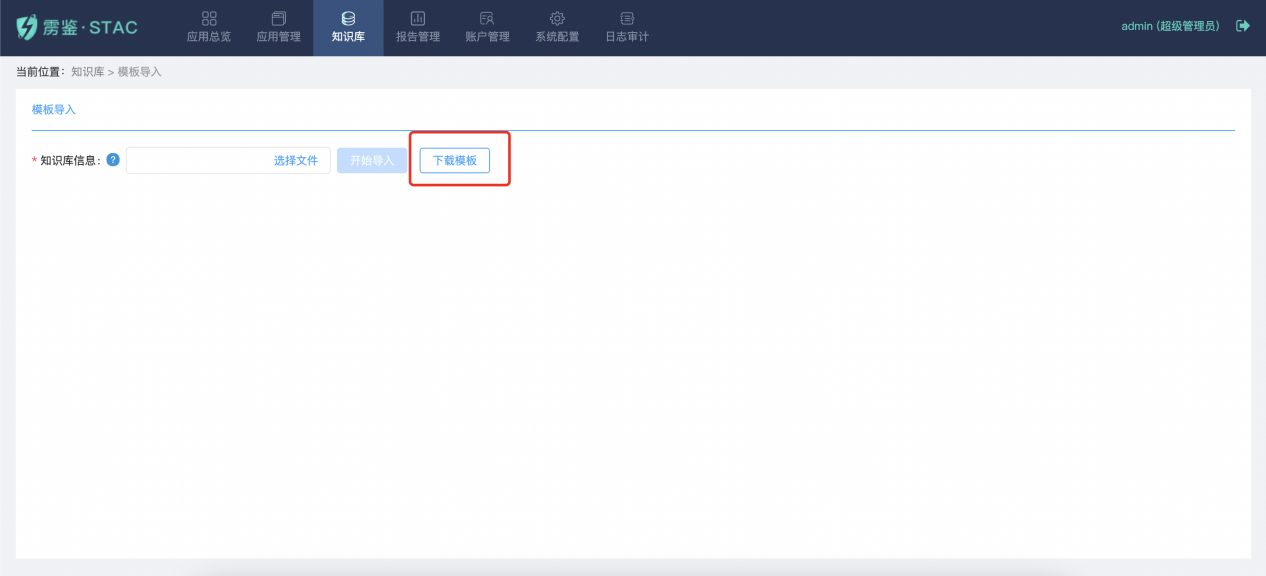 雳鉴·STAC
应用总览 应用管理 知识库 报告管理 账户管理 系统配置 日志审计
admin (超级管理员)
当前位置: 知识库 > 模板导入
模板导入
* 知识库信息: ? 选择文件 开始导入 下载模板